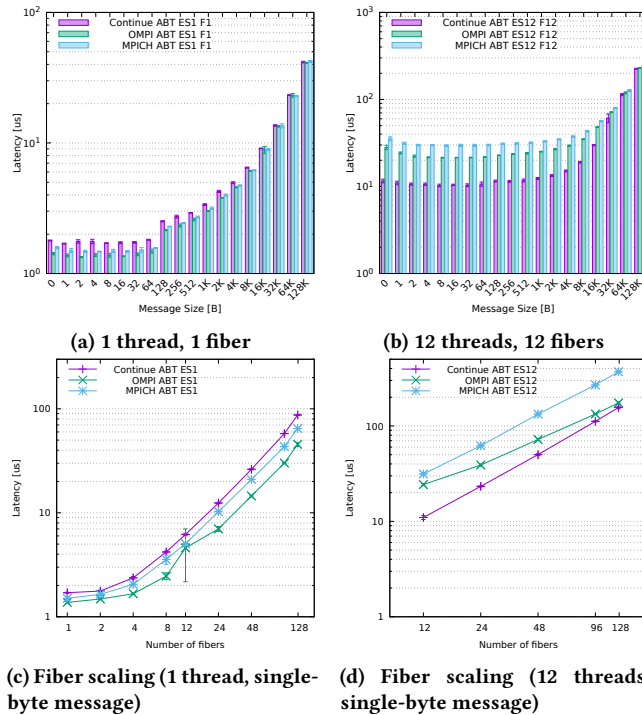 Continue ABT ES1 F1
OMPI ABT ES1 F1
MPICH ABT ES1 F1
Latency [us]
10²
10¹
10⁰
0 1 2 4 8 16 32 64 128 256 512 1K 2K 4K 8K 16K 32K 64K 128K
Message Size [B]
(a) 1 thread, 1 fiber
Continue ABT ES12 F12
OMPI ABT ES12 F12
MPICH ABT ES12 F12
Latency [us]
10³
10²
10¹
10⁰
0 1 2 4 8 16 32 64 128 256 512 1K 2K 4K 8K 16K 32K 64K 128K
Message Size [B]
(b) 12 threads, 12 fibers
Continue ABT ES1
OMPI ABT ES1
MPICH ABT ES1
Latency [us]
100
10
1
1 2 4 8 12 24 48 128
Number of fibers
(c) Fiber scaling (1 thread, single-
byte message)
Continue ABT ES12
OMPI ABT ES12
MPICH ABT ES12
Latency [us]
100
10
1
12 24 48 96 128
Number of fibers
(d) Fiber scaling (12 threads
single-byte message)